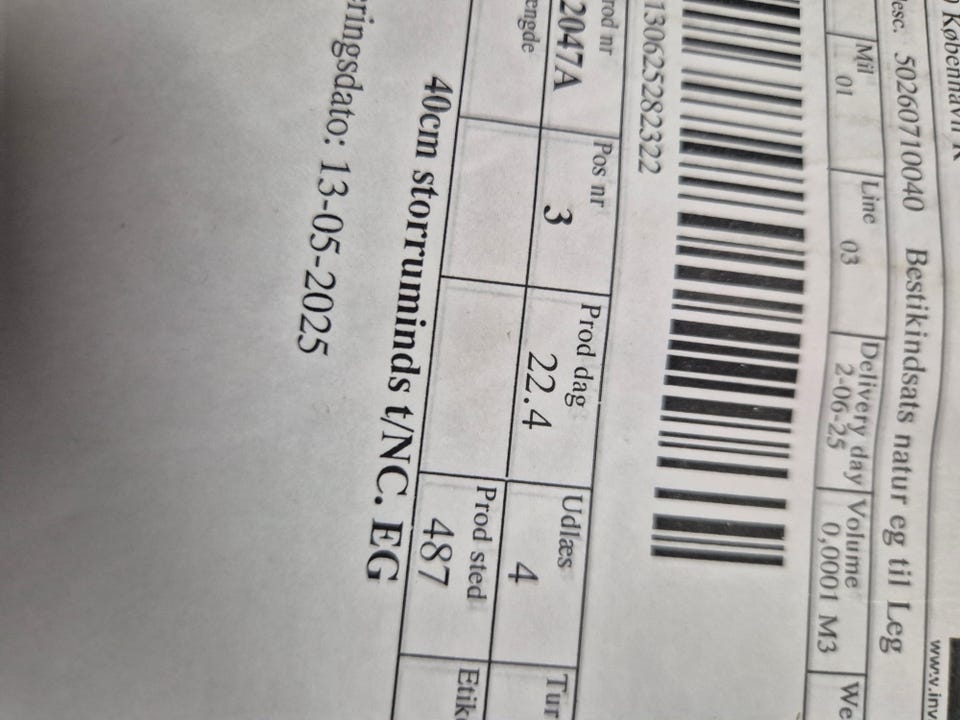 København K
www.inv
esc. 50260710040 Bestikindsats natur eg til Leg
Mil Line Delivery day Volume We
01 03 2-06-25 0,0001 M3
130625282322
rod nr Pos nr Prod dag Udlæs Tur
2047A 3 22.4 4
engde Prod sted Etik
487
40cm storruminds t/NC. EG
eringsdato: 13-05-2025